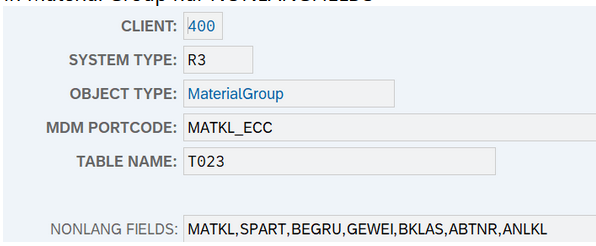 CLIENT: 400
SYSTEM TYPE: R3
OBJECT TYPE: MaterialGroup
MDM PORTCODE: MATKL_ECC
TABLE NAME: T023
NONLANG FIELDS: MATKL,SPART,BEGRU,GEWEI,BKLAS,ABTNR,ANLKL